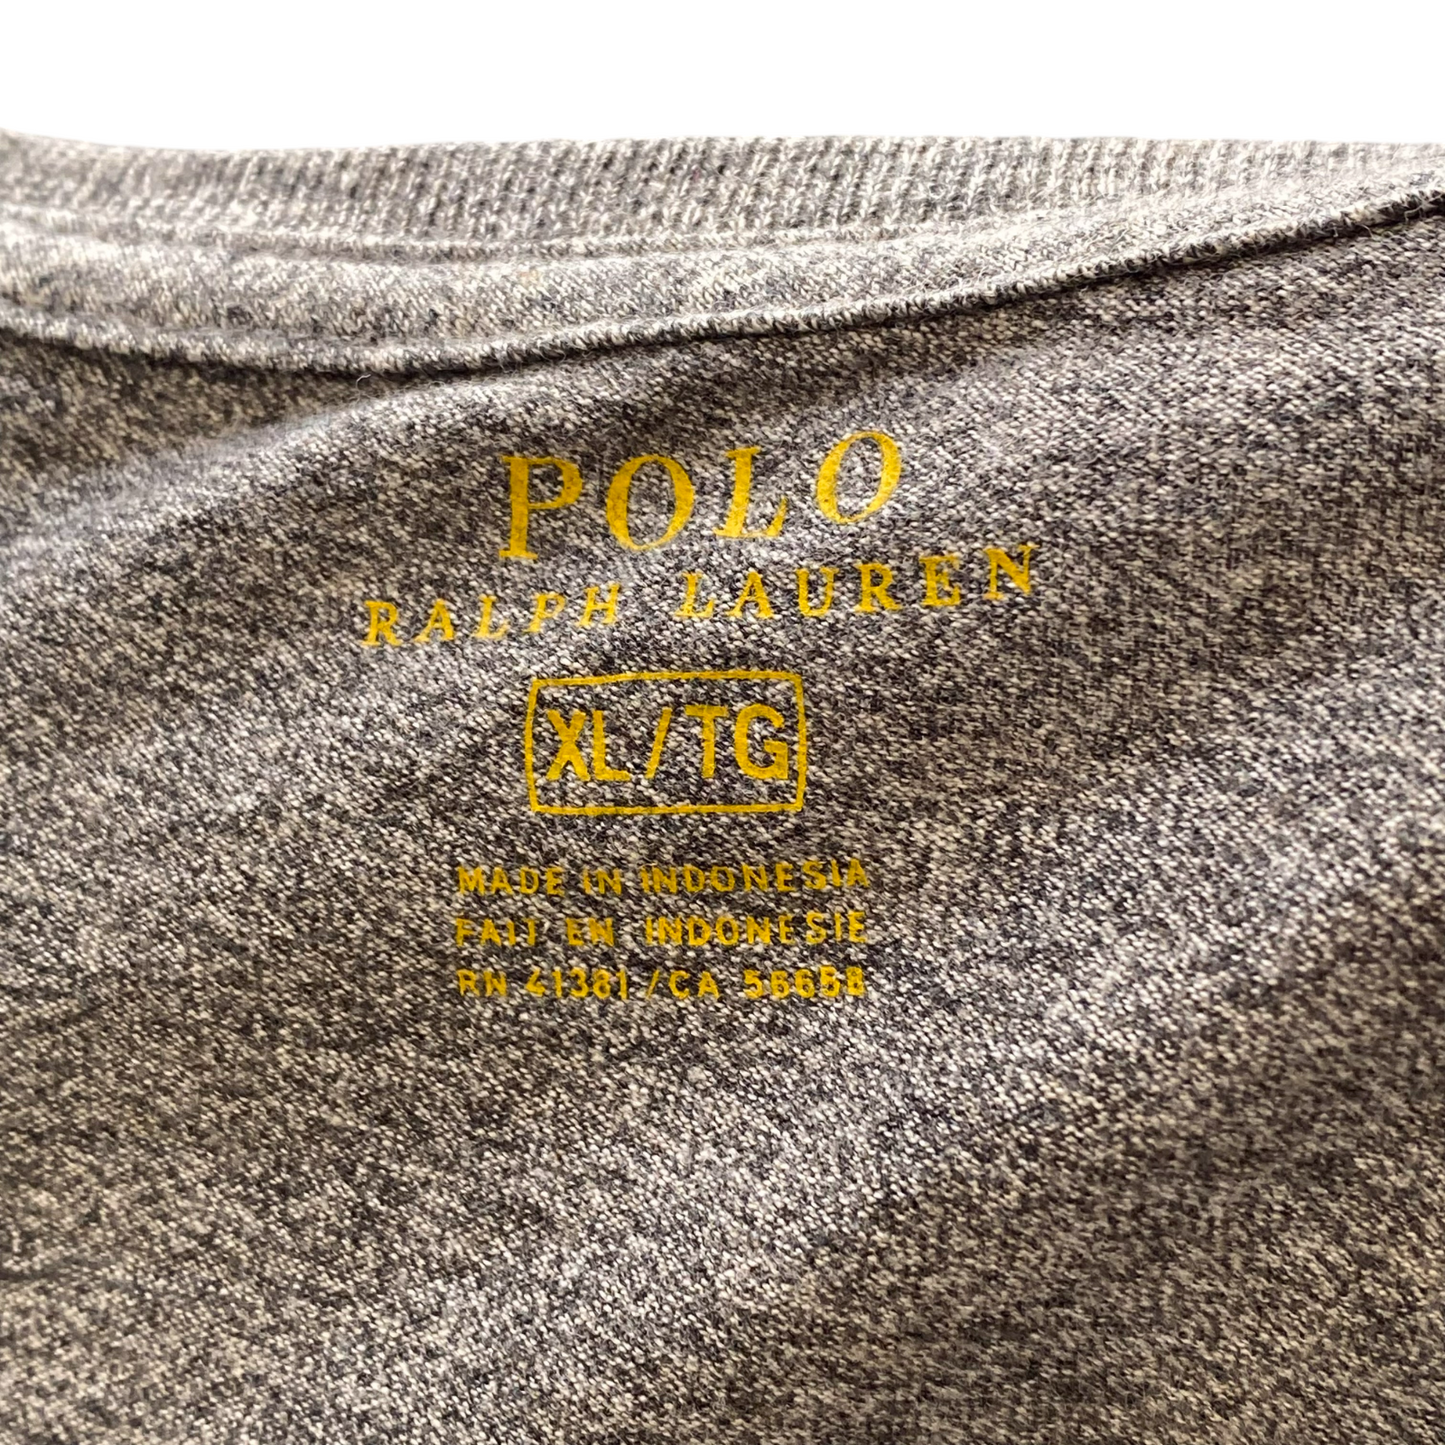 POLO
RALPH LAUREN
XL/TG
MADE IN INDONESIA
FAIT EN INDONESIE
RN 41381/CA 56658